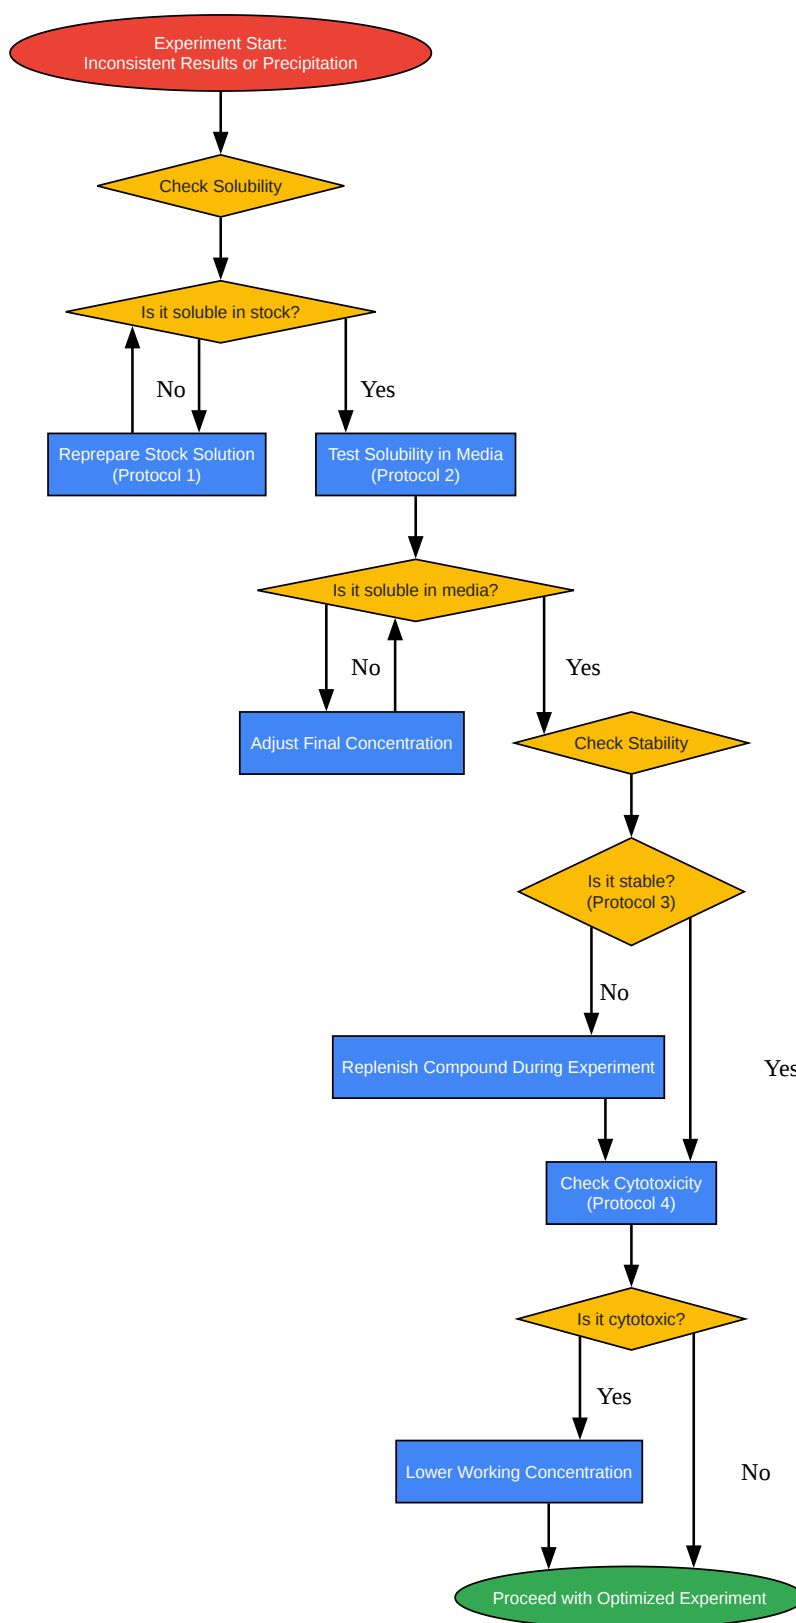 Experiment Start:
Inconsistent Results or Precipitation
Check Solubility
Is it soluble in stock?
No
Yes
Reprepare Stock Solution
(Protocol 1)
Test Solubility in Media
(Protocol 2)
Is it soluble in media?
No
Yes
Adjust Final Concentration
Check Stability
Is it stable?
(Protocol 3)
No
Replenish Compound During Experiment
Yes
Check Cytotoxicity
(Protocol 4)
Is it cytotoxic?
Yes
Lower Working Concentration
No
Proceed with Optimized Experiment